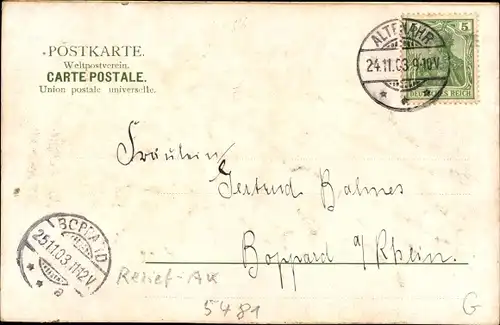 POSTKARTE.
Weltpostverein.
CARTE POSTALE.
Union postale universelle.
ALTENAHR
24.11.03.9-10V.
5
DEUTSCHES REICH
Fräulein
Gertrud Bahnes
Boppard a/Rhein.
BOPPARD
25.11.03.11-12V.
a
Relief-AK
5481
G